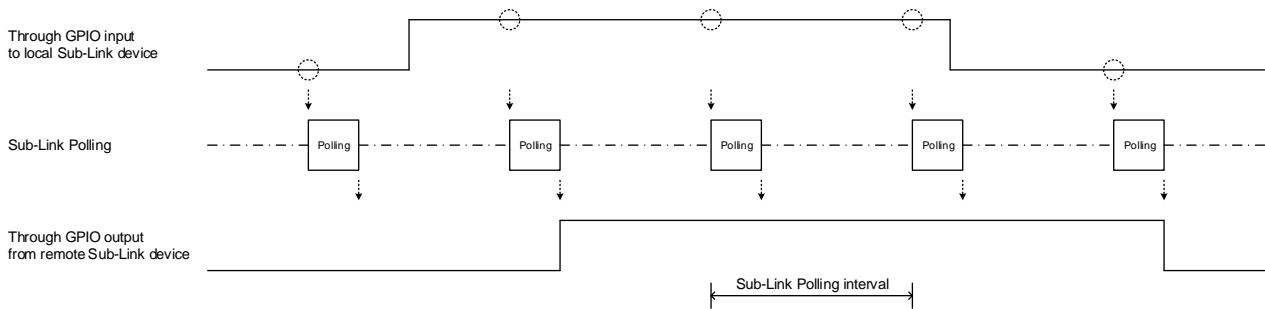 Through GPIO input
to local Sub-Link device
Sub-Link Polling
Polling
Polling
Polling
Polling
Polling
Through GPIO output
from remote Sub-Link device
Sub-Link Polling interval